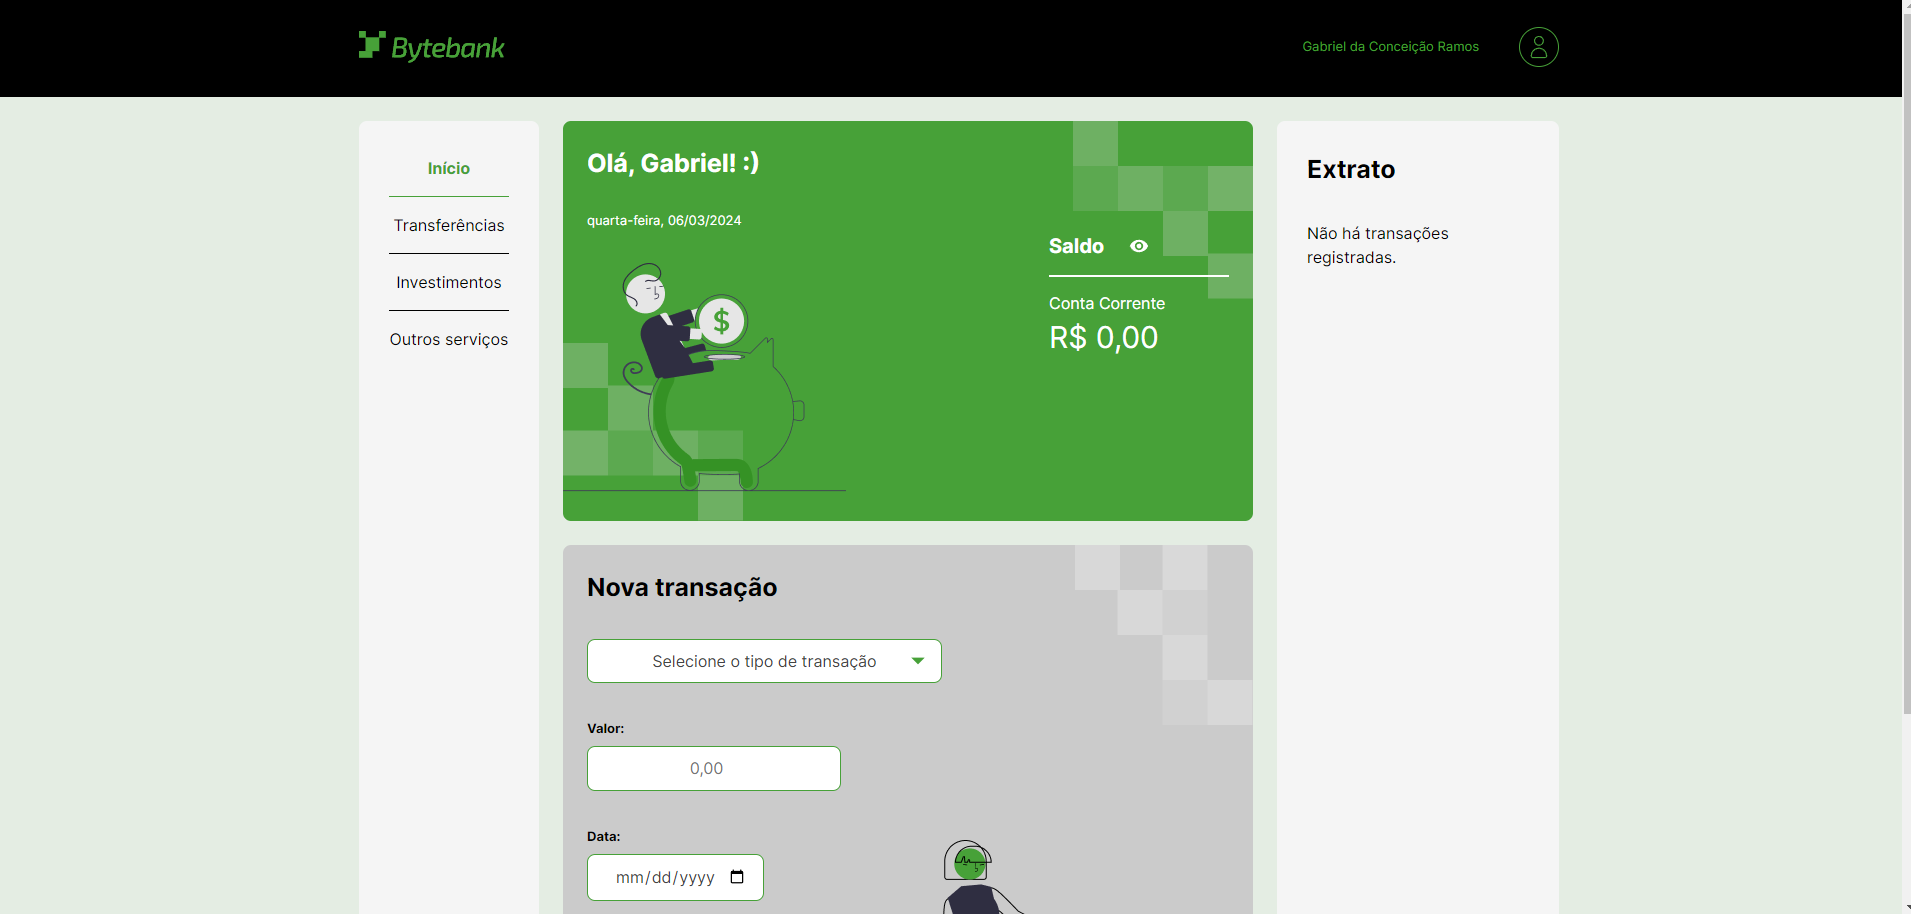 Bytebank
Gabriel da Conceição Ramos
Início
Transferências
Investimentos
Outros serviços
Olá, Gabriel! :)
quarta-feira, 06/03/2024
Saldo
Conta Corrente
R$ 0,00
$
Nova transação
Selecione o tipo de transação
Valor:
0,00
Data:
mm/dd/yyyy
Extrato
Não há transações
registradas.